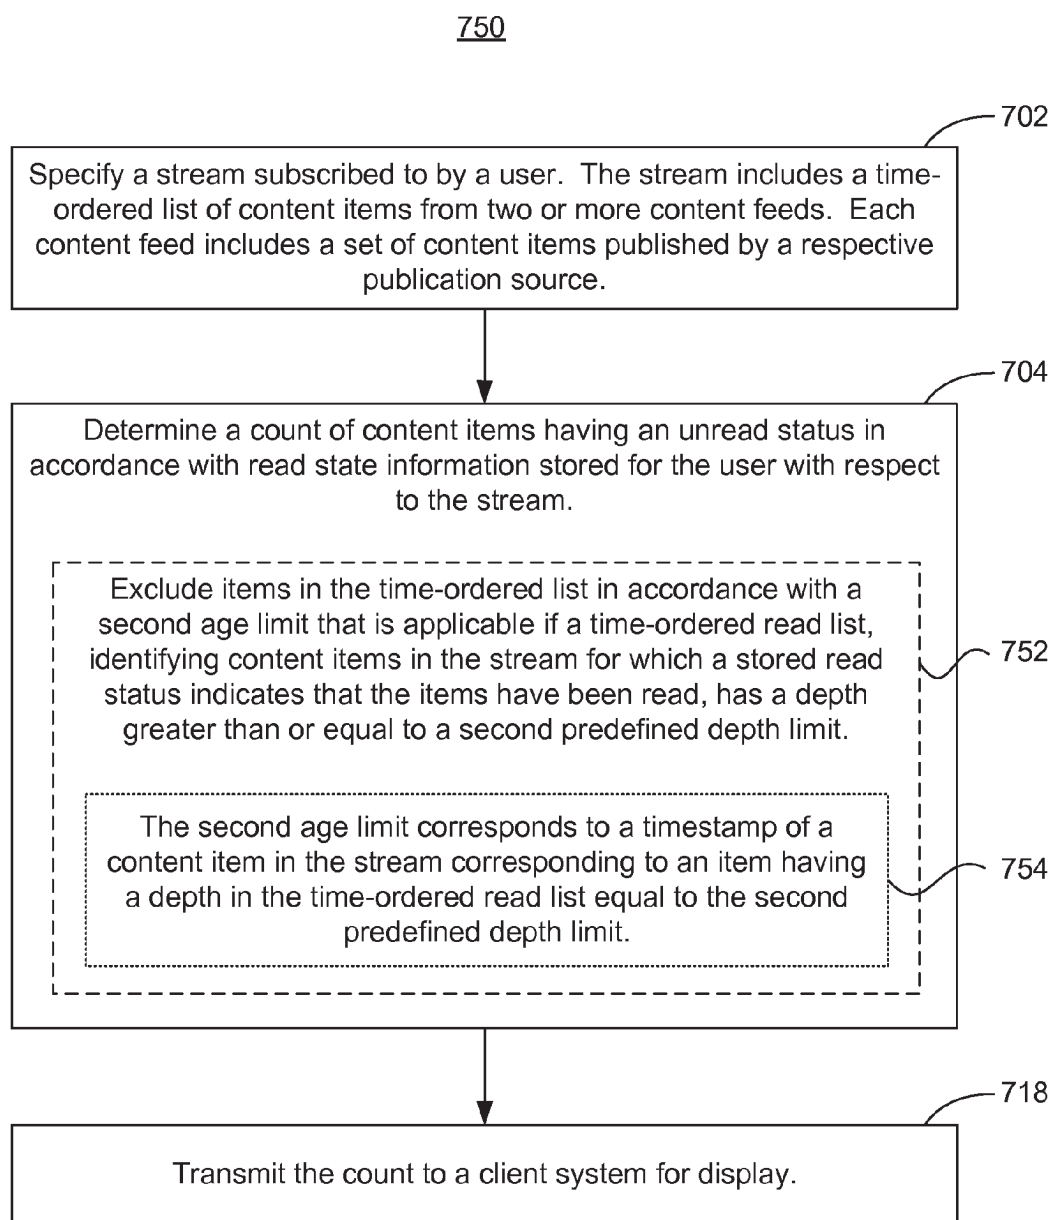 750
702
Specify a stream subscribed to by a user. The stream includes a time-
ordered list of content items from two or more content feeds. Each
content feed includes a set of content items published by a respective
publication source.
704
Determine a count of content items having an unread status in
accordance with read state information stored for the user with respect
to the stream.
Exclude items in the time-ordered list in accordance with a
second age limit that is applicable if a time-ordered read list,
identifying content items in the stream for which a stored read
status indicates that the items have been read, has a depth
greater than or equal to a second predefined depth limit.
752
The second age limit corresponds to a timestamp of a
content item in the stream corresponding to an item having
a depth in the time-ordered read list equal to the second
predefined depth limit.
754
718
Transmit the count to a client system for display.